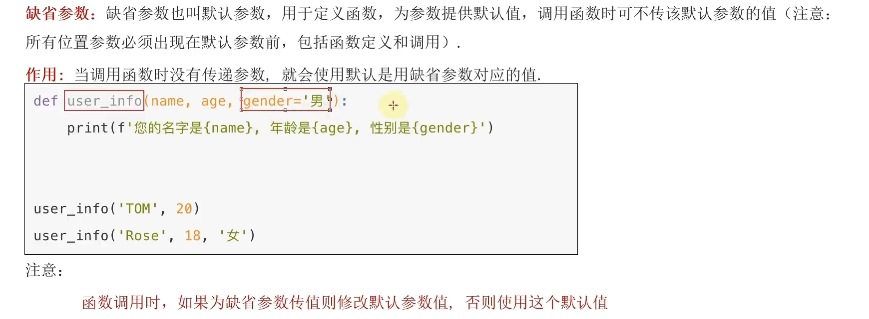 缺省参数：缺省参数也叫默认参数，用于定义函数，为参数提供默认值，调用函数时可不传该默认参数的值（注意：
所有位置参数必须出现在默认参数前，包括函数定义和调用）.
作用：当调用函数时没有传递参数, 就会使用默认是用缺省参数对应的值.
def user_info(name, age, gender='男'):
print(f'您的名字是{name}, 年龄是{age}, 性别是{gender}')
user_info('TOM', 20)
user_info('Rose', 18, '女')
注意：
函数调用时，如果为缺省参数传值则修改默认参数值, 否则使用这个默认值